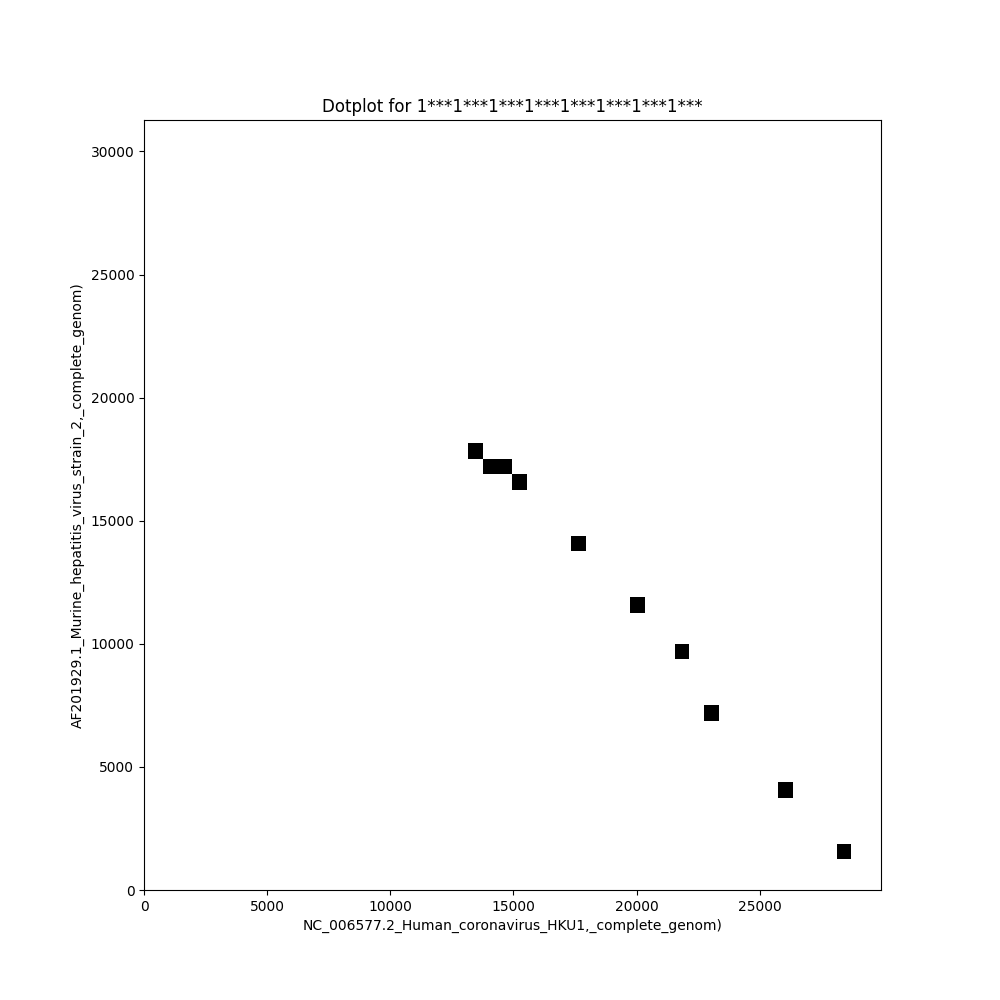 Dotplot for 1***1***1***1***1***1***1***1***
30000
25000
20000
15000
10000
5000
0
AF201929.1_Murine_hepatitis_virus_strain_2,_complete_genom)
0 5000 10000 15000 20000 25000
NC_006577.2_Human_coronavirus_HKU1,_complete_genom)